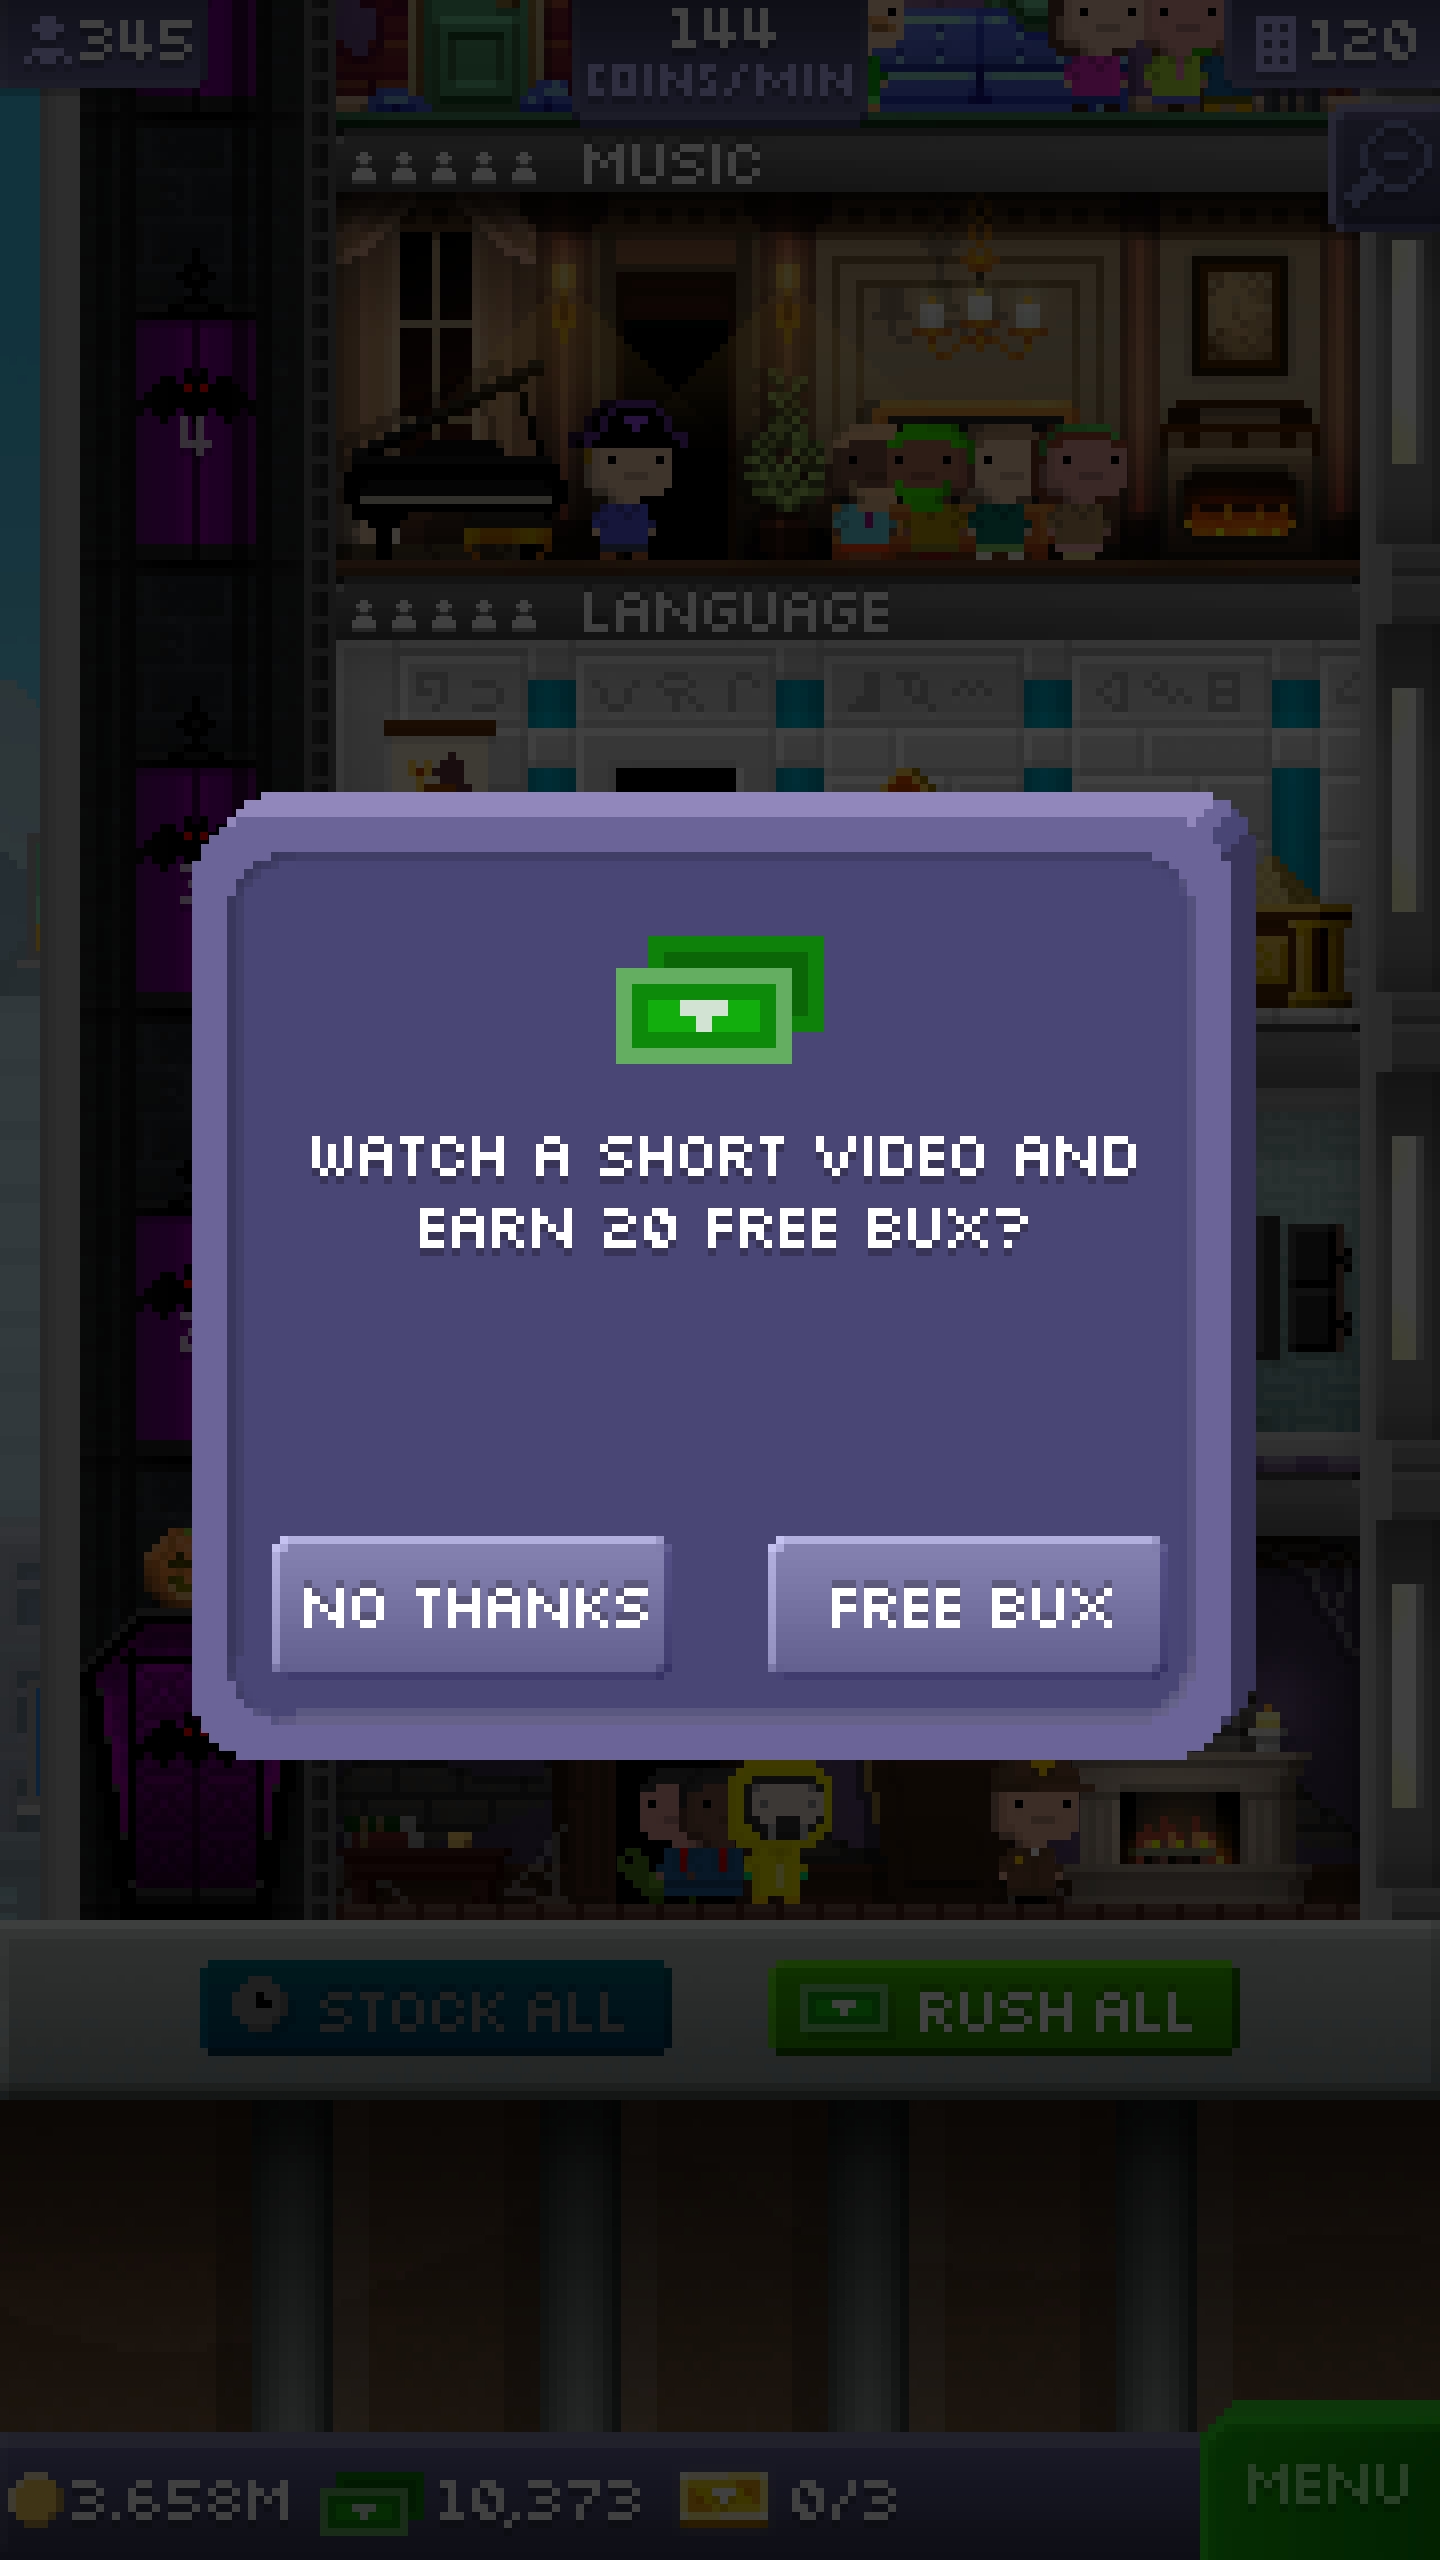 345
144
COINS/MIN
120
MUSIC
4
LANGUAGE
WATCH A SHORT VIDEO AND
EARN 20 FREE BUX?
NO THANKS
FREE BUX
STOCK ALL
RUSH ALL
3.658M
10,373
0/3
MENU